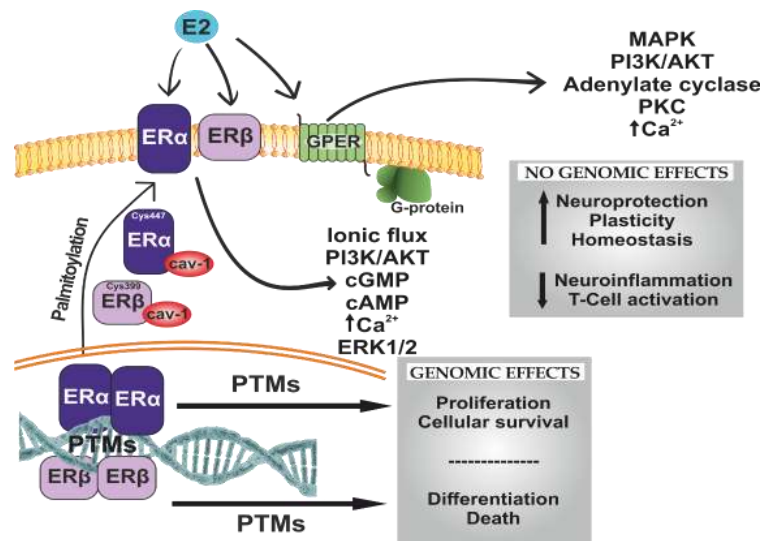 E2
MAPK
PI3K/AKT
Adenylate cyclase
PKC
↑Ca²⁺
ERα
ERβ
GPER
G-protein
NO GENOMIC EFFECTS
Neuroprotection
Plasticity
Homeostasis
Neuroinflammation
T-Cell activation
Palmitoylation
Cys447
ERα
cav-1
Cys399
ERβ
cav-1
Ionic flux
PI3K/AKT
cGMP
cAMP
↑Ca²⁺
ERK1/2
ERα
ERα
PTMs
PTMs
ERβ
ERβ
PTMs
GENOMIC EFFECTS
Proliferation
Cellular survival
--------------
Differentiation
Death